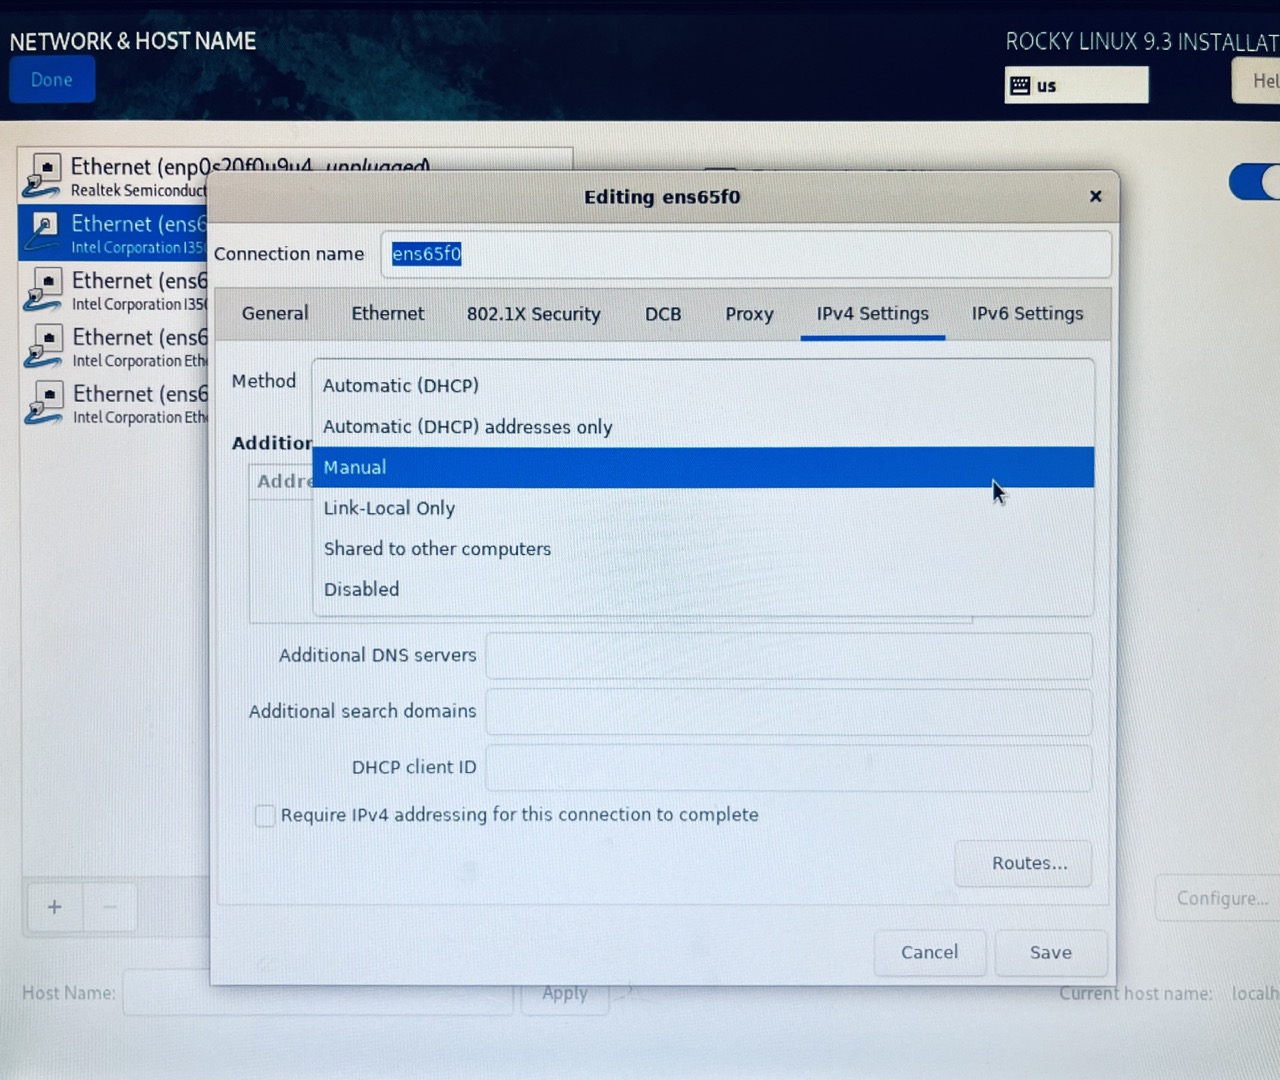 NETWORK & HOST NAME
ROCKY LINUX 9.3 INSTALLAT
Done
us
Hel
Ethernet (enp0s20f0u9u4, unplugged)
Realtek Semiconduct
Ethernet (ens6
Intel Corporation I350
Ethernet (ens6
Intel Corporation I350
Ethernet (ens6
Intel Corporation Eth
Ethernet (ens6
Intel Corporation Eth
Editing ens65f0
Connection name ens65f0
General Ethernet 802.1X Security DCB Proxy IPv4 Settings IPv6 Settings
Method
Automatic (DHCP)
Automatic (DHCP) addresses only
Addition
Manual
Addre
Link-Local Only
Shared to other computers
Disabled
Additional DNS servers
Additional search domains
DHCP client ID
Require IPv4 addressing for this connection to complete
Routes...
+ −
Configure...
Cancel Save
Host Name: Apply Current host name: localh